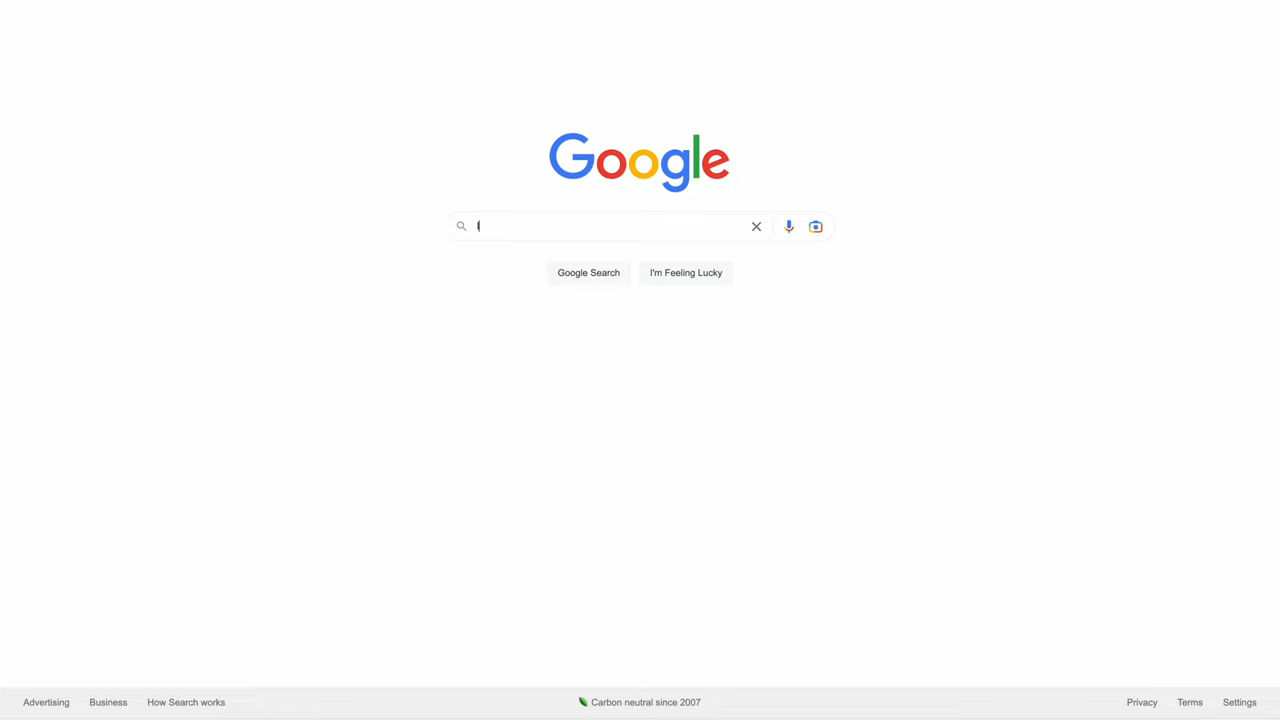 Google
Google Search I'm Feeling Lucky
Advertising Business How Search works Carbon neutral since 2007 Privacy Terms Settings